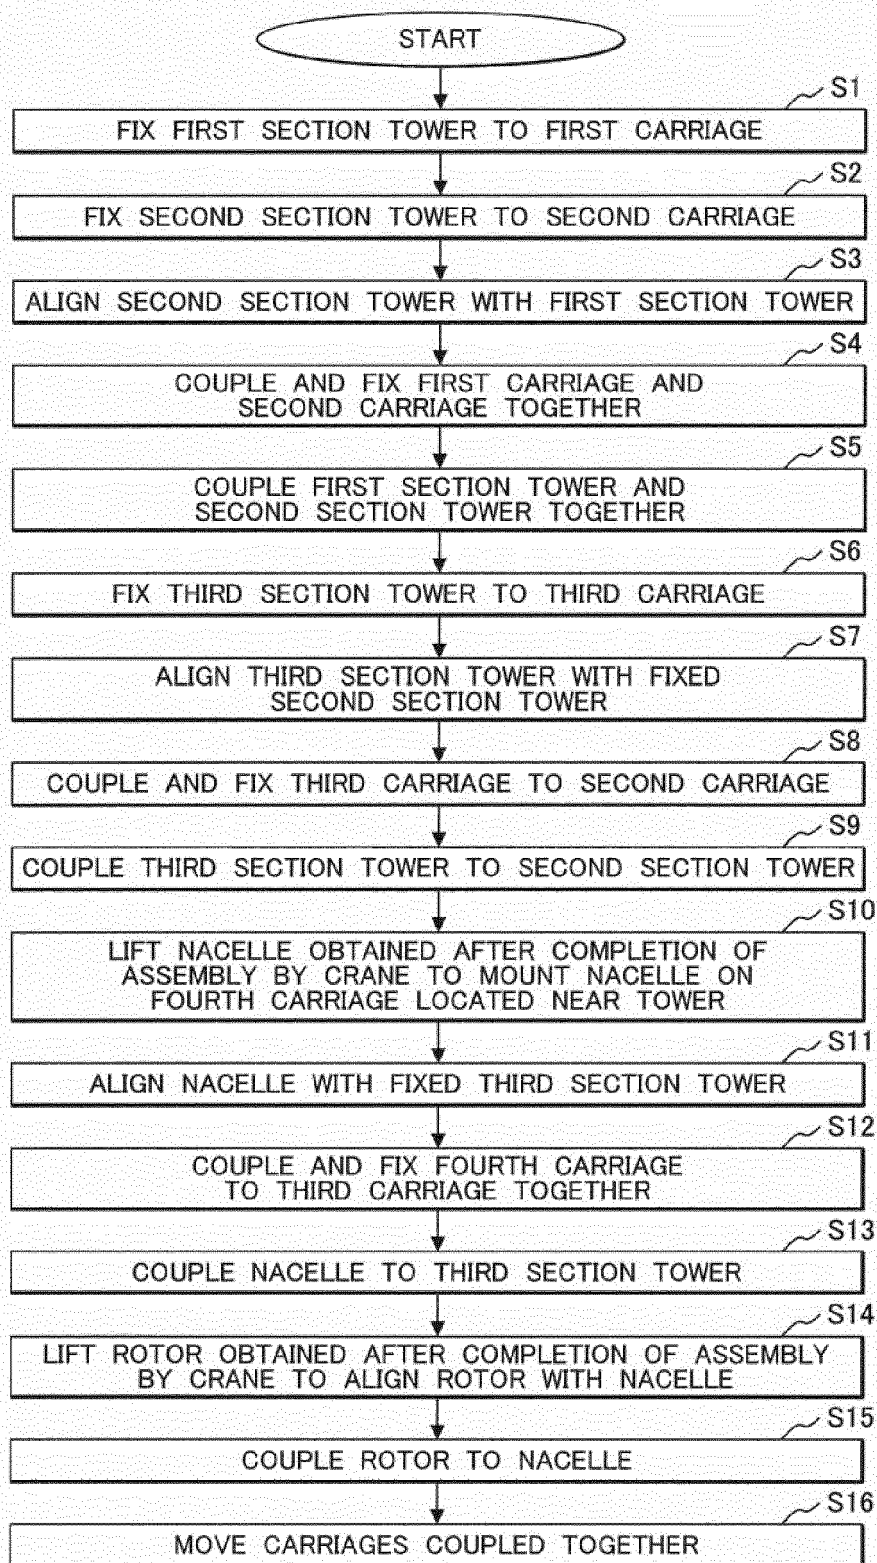 START
S1
FIX FIRST SECTION TOWER TO FIRST CARRIAGE
S2
FIX SECOND SECTION TOWER TO SECOND CARRIAGE
S3
ALIGN SECOND SECTION TOWER WITH FIRST SECTION TOWER
S4
COUPLE AND FIX FIRST CARRIAGE AND
SECOND CARRIAGE TOGETHER
S5
COUPLE FIRST SECTION TOWER AND
SECOND SECTION TOWER TOGETHER
S6
FIX THIRD SECTION TOWER TO THIRD CARRIAGE
S7
ALIGN THIRD SECTION TOWER WITH FIXED
SECOND SECTION TOWER
S8
COUPLE AND FIX THIRD CARRIAGE TO SECOND CARRIAGE
S9
COUPLE THIRD SECTION TOWER TO SECOND SECTION TOWER
S10
LIFT NACELLE OBTAINED AFTER COMPLETION OF
ASSEMBLY BY CRANE TO MOUNT NACELLE ON
FOURTH CARRIAGE LOCATED NEAR TOWER
S11
ALIGN NACELLE WITH FIXED THIRD SECTION TOWER
S12
COUPLE AND FIX FOURTH CARRIAGE
TO THIRD CARRIAGE TOGETHER
S13
COUPLE NACELLE TO THIRD SECTION TOWER
S14
LIFT ROTOR OBTAINED AFTER COMPLETION OF ASSEMBLY
BY CRANE TO ALIGN ROTOR WITH NACELLE
S15
COUPLE ROTOR TO NACELLE
S16
MOVE CARRIAGES COUPLED TOGETHER